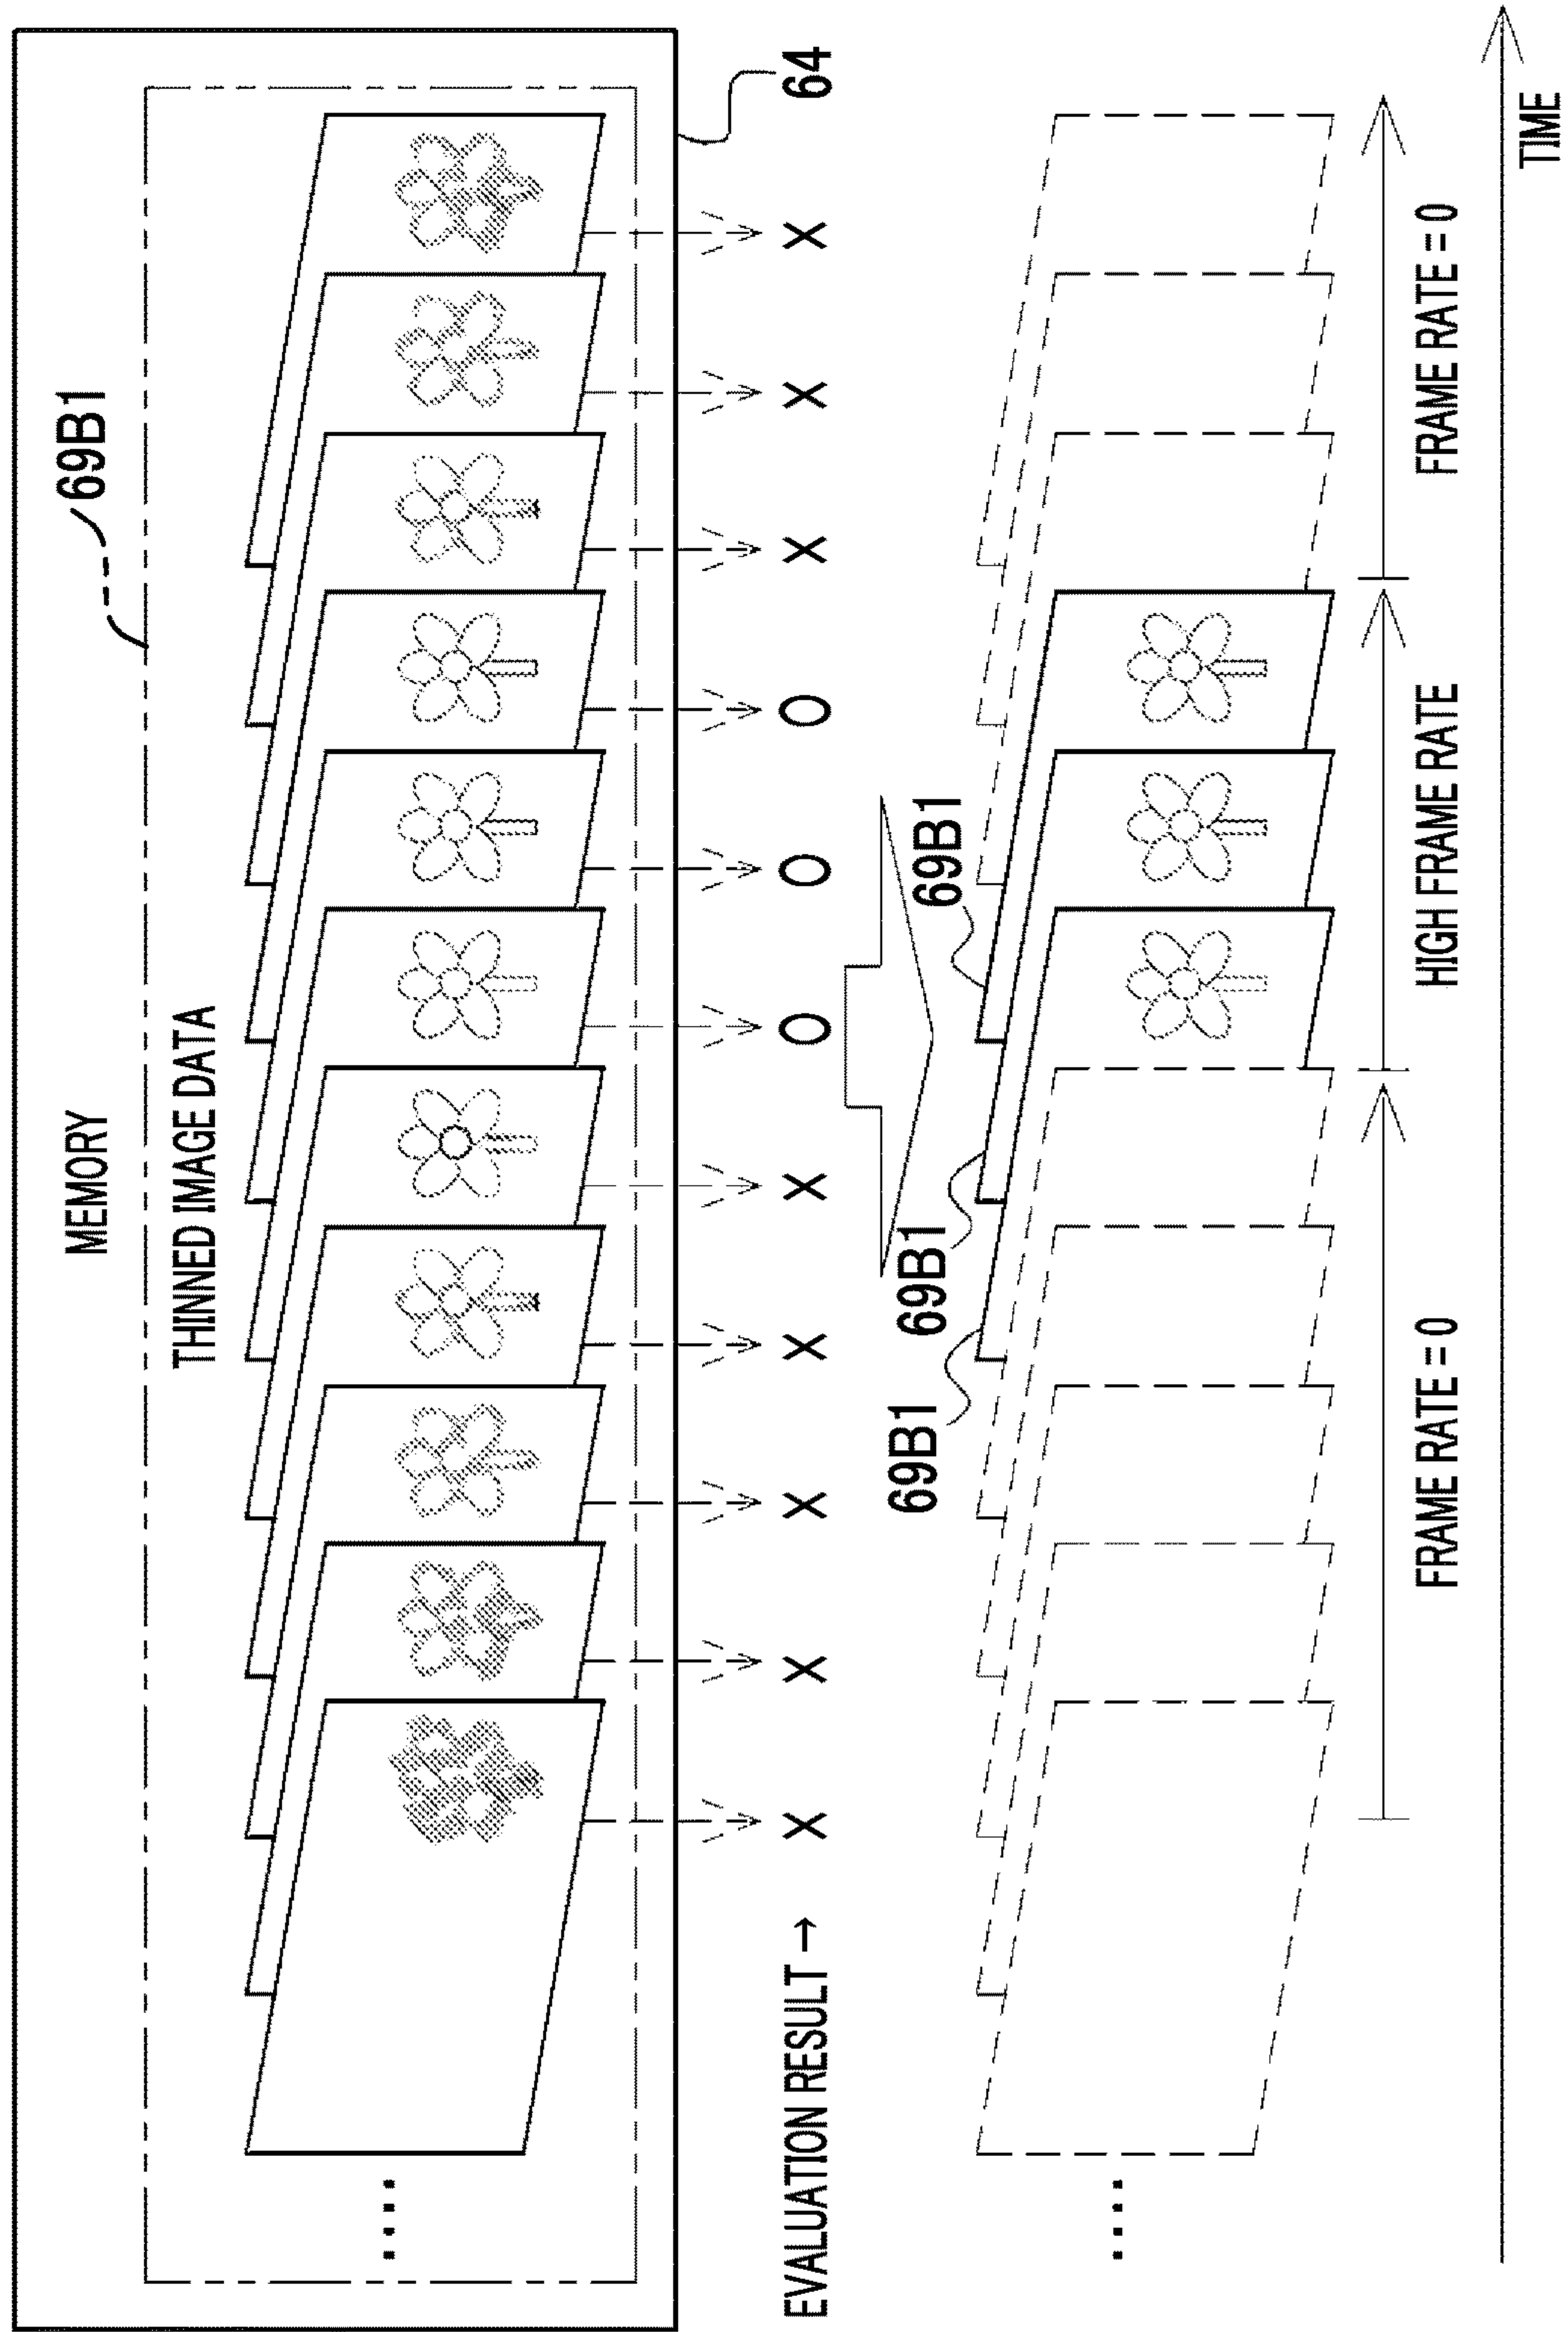 MEMORY
69B1
THINNED IMAGE DATA
....
64
EVALUATION RESULT → X X X X X O O O X X X
69B1 69B1 69B1
....
FRAME RATE = 0 HIGH FRAME RATE FRAME RATE = 0
TIME